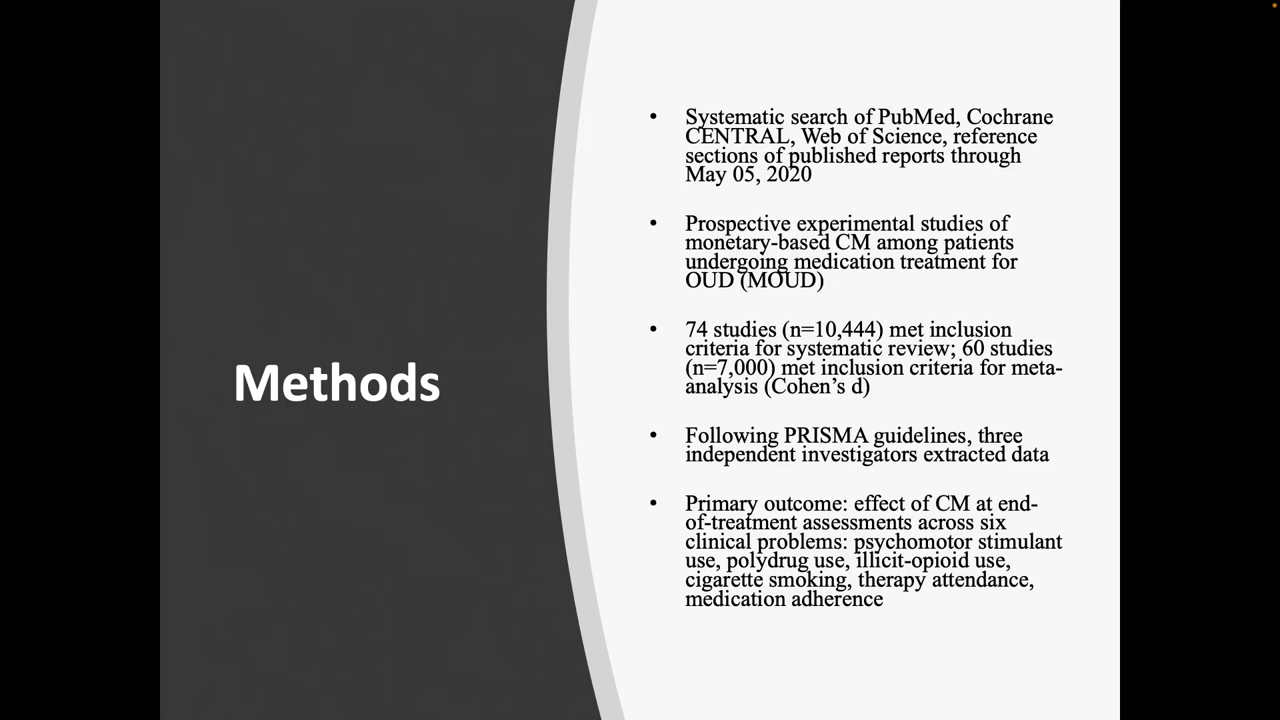 Methods
• Systematic search of PubMed, Cochrane
CENTRAL, Web of Science, reference
sections of published reports through
May 05, 2020
• Prospective experimental studies of
monetary-based CM among patients
undergoing medication treatment for
OUD (MOUD)
• 74 studies (n=10,444) met inclusion
criteria for systematic review; 60 studies
(n=7,000) met inclusion criteria for meta-
analysis (Cohen’s d)
• Following PRISMA guidelines, three
independent investigators extracted data
• Primary outcome: effect of CM at end-
of-treatment assessments across six
clinical problems: psychomotor stimulant
use, polydrug use, illicit-opioid use,
cigarette smoking, therapy attendance,
medication adherence